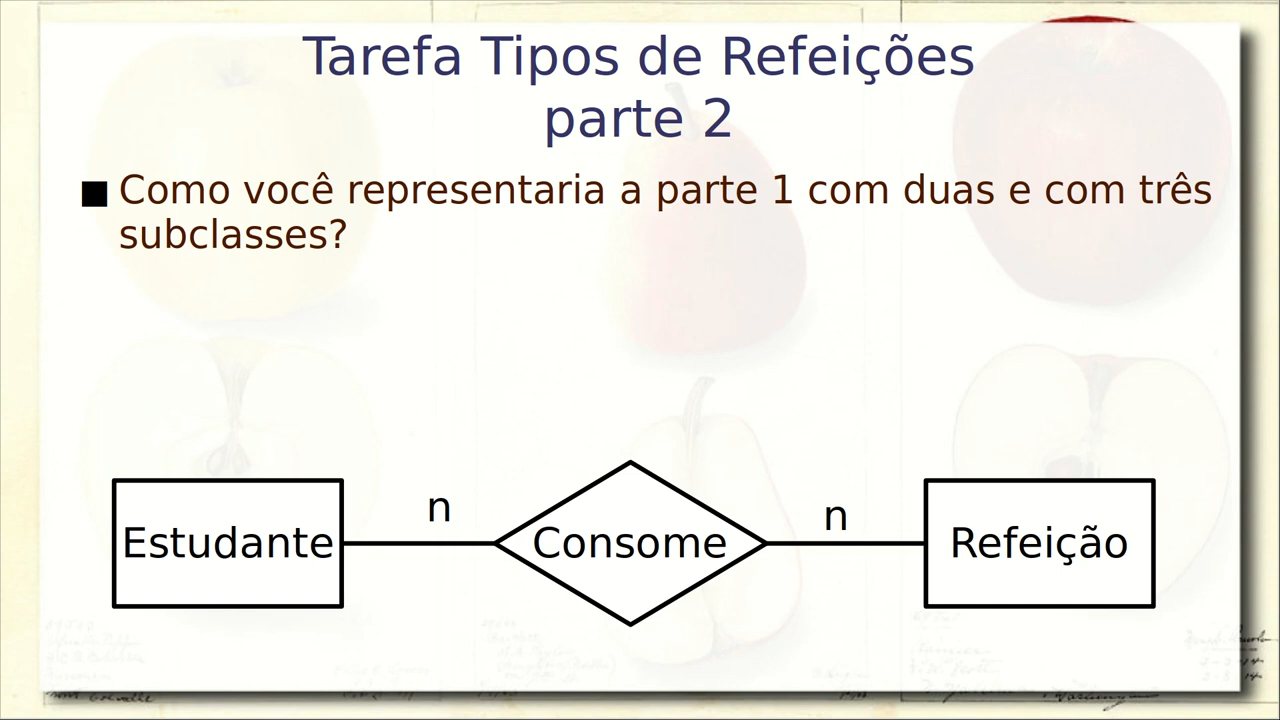 Tarefa Tipos de Refeições
parte 2
Como você representaria a parte 1 com duas e com três
subclasses?
n
n
Estudante
Consome
Refeição